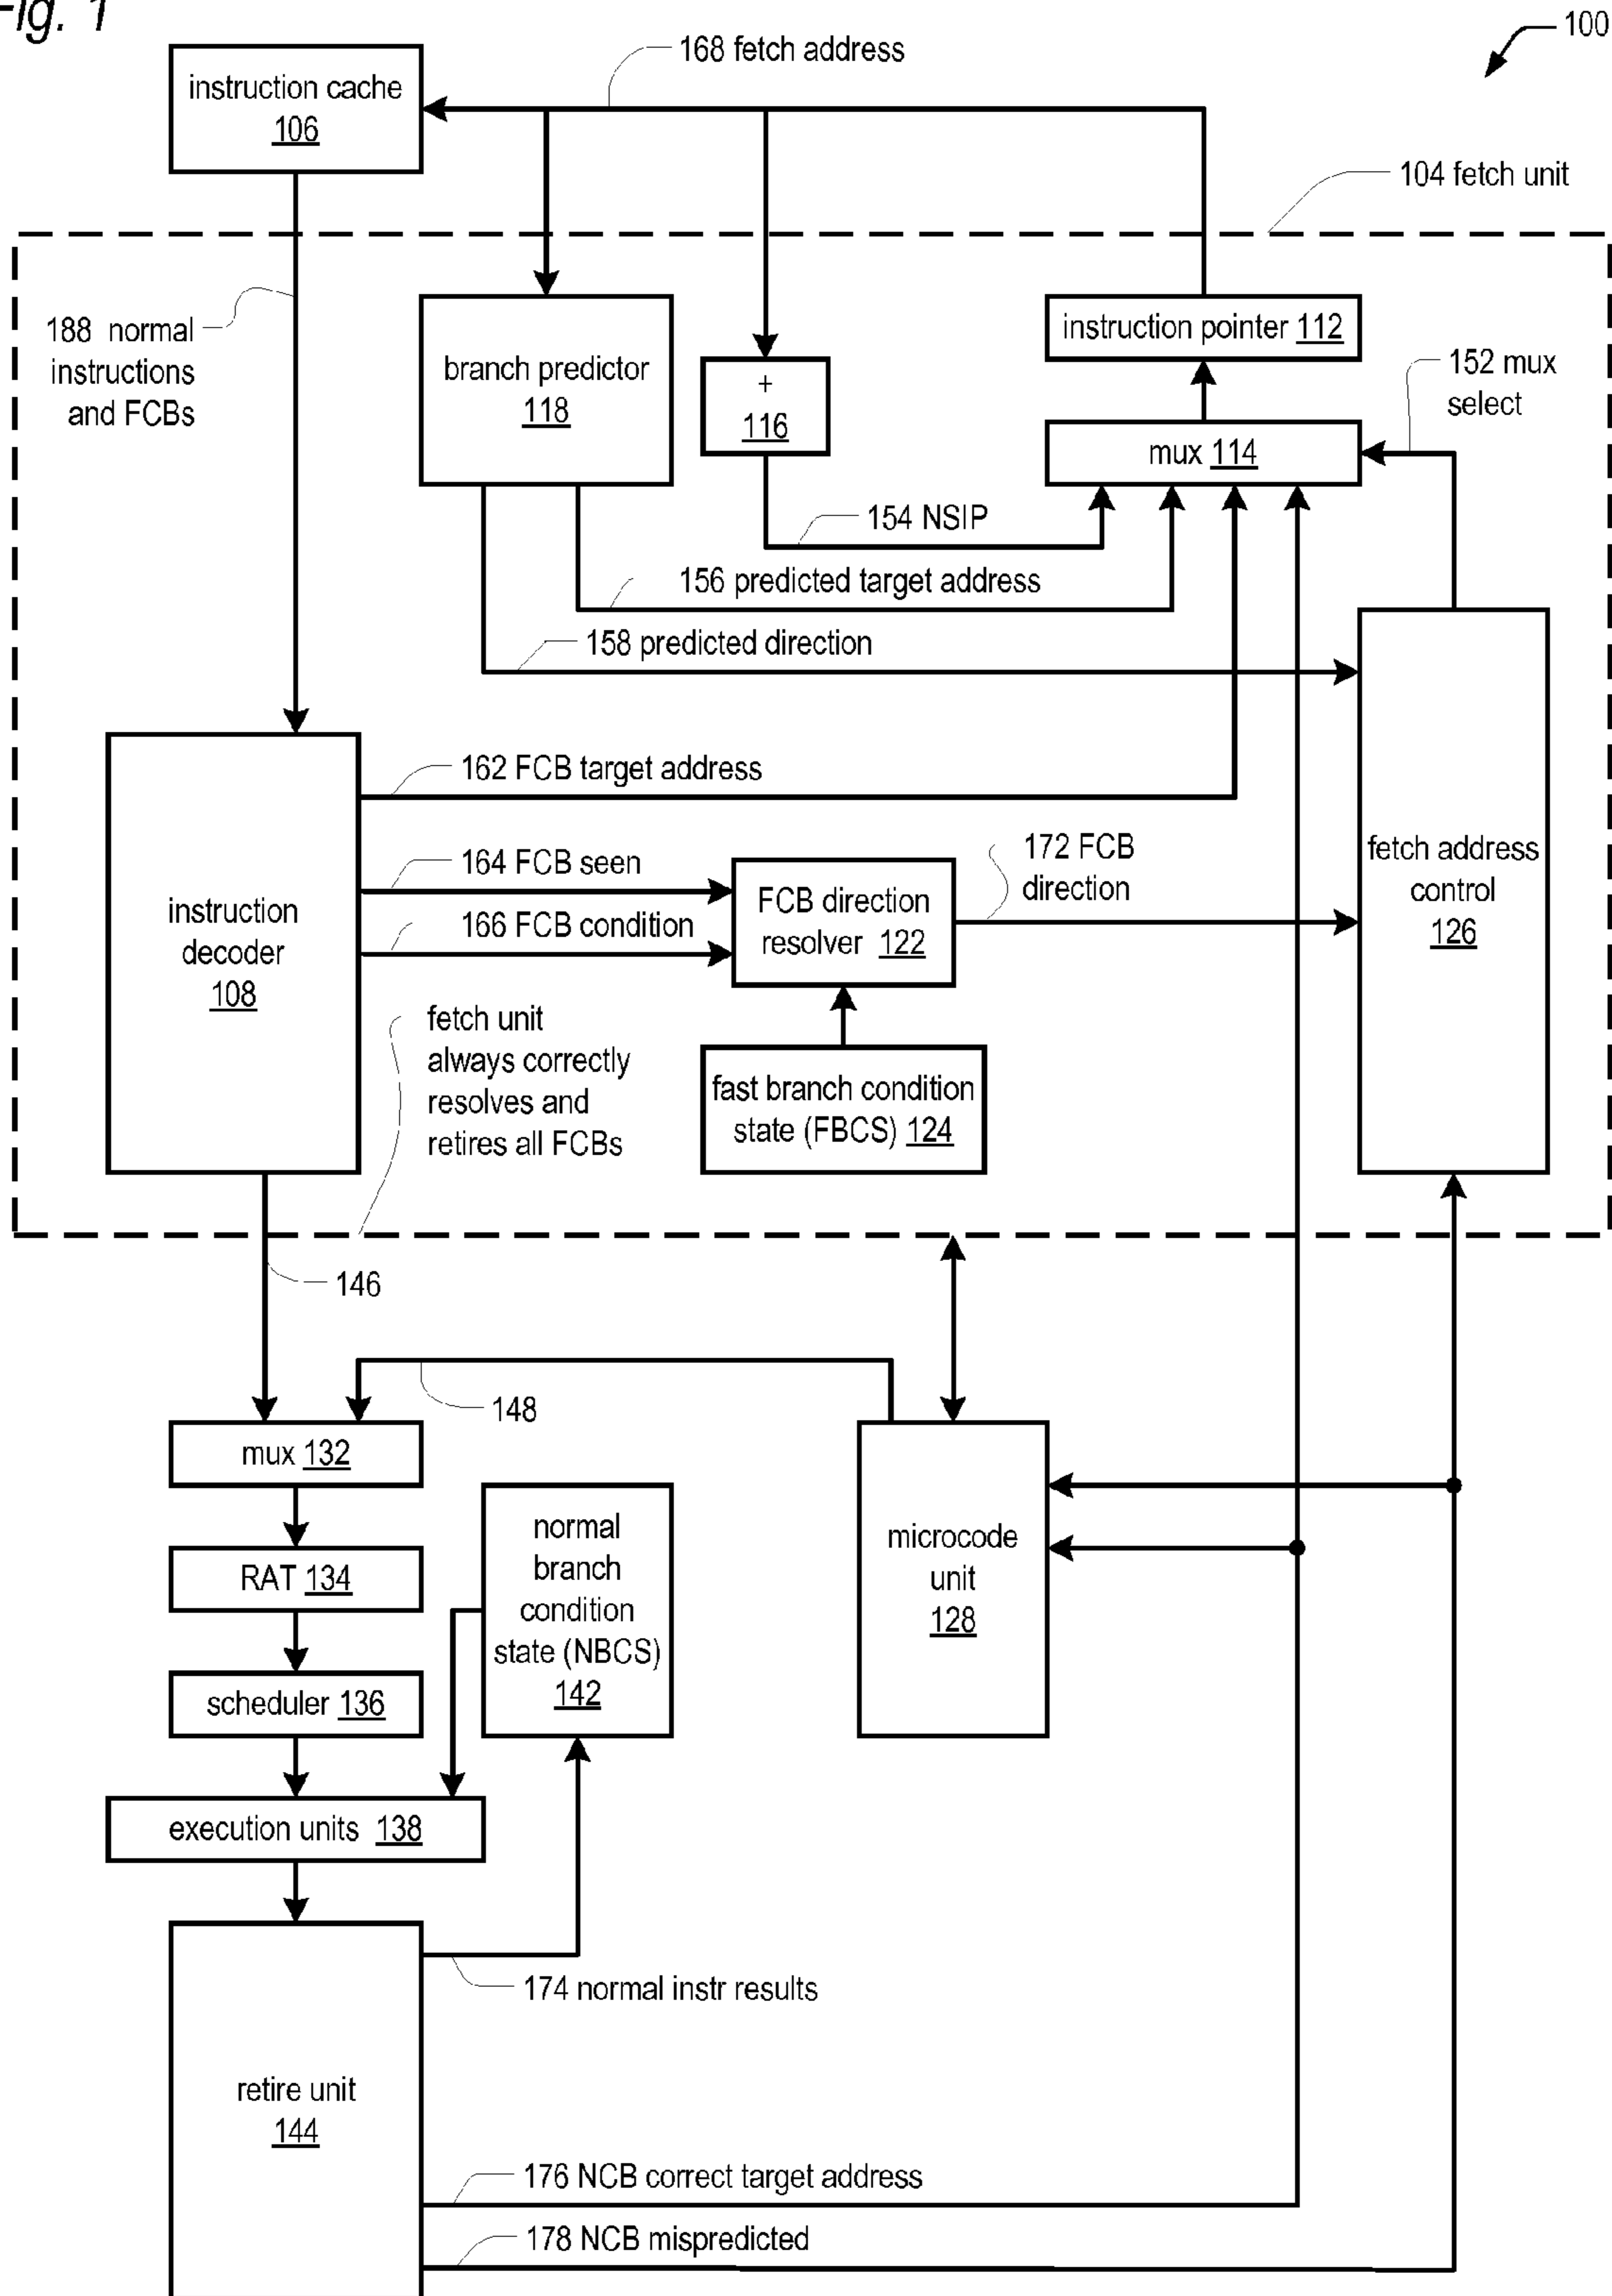 Fig. 1
100
168 fetch address
instruction cache
106
104 fetch unit
188 normal
instructions
and FCBs
branch predictor
118
+
116
instruction pointer 112
152 mux
select
mux 114
154 NSIP
156 predicted target address
158 predicted direction
162 FCB target address
164 FCB seen
166 FCB condition
172 FCB
direction
instruction
decoder
108
FCB direction
resolver 122
fetch address
control
126
fetch unit
always correctly
resolves and
retires all FCBs
fast branch condition
state (FBCS) 124
146
148
mux 132
normal
branch
condition
state (NBCS)
142
microcode
unit
128
RAT 134
scheduler 136
execution units 138
174 normal instr results
retire unit
144
176 NCB correct target address
178 NCB mispredicted